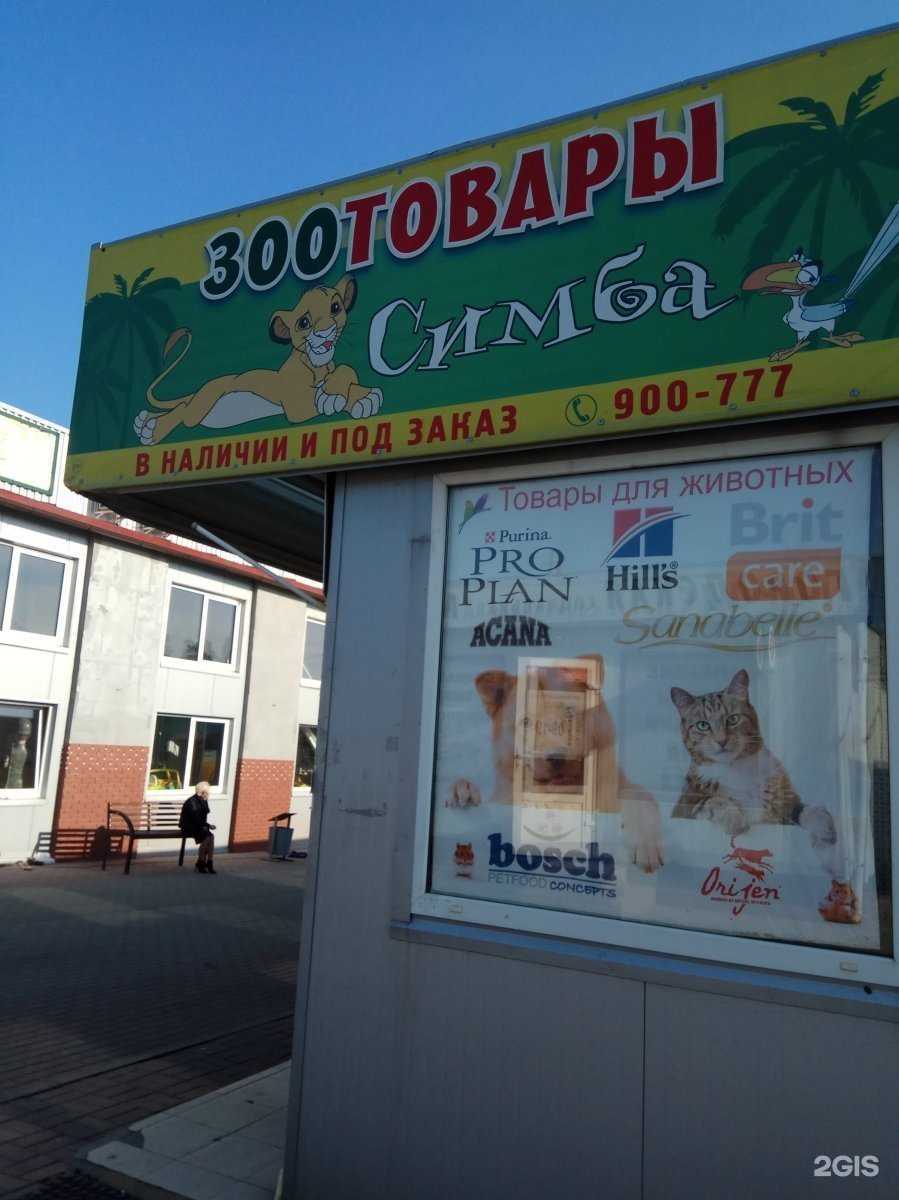 ЗООТОВАРЫ
Симба
В НАЛИЧИИ И ПОД ЗАКАЗ 900-777
Товары для животных
Purina
PRO PLAN
Hill's
Brit care
ACANA
Sanabelle
bosch
PETFOOD CONCEPTS
Orijen
2GIS